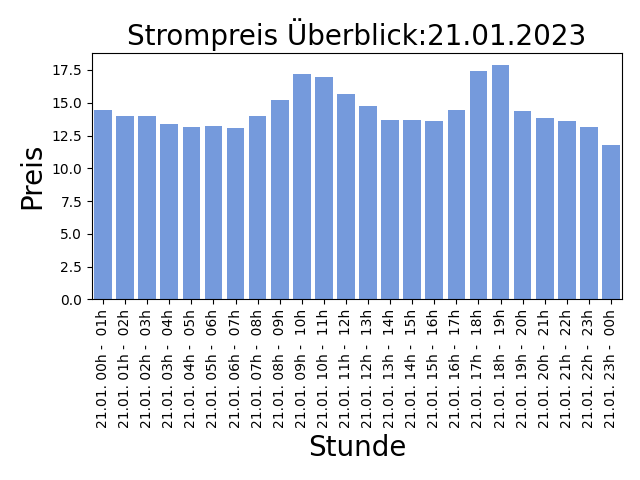 Strompreis Überblick:21.01.2023
Preis
17.5
15.0
12.5
10.0
7.5
5.0
2.5
0.0
21.01. 00h - 01h
21.01. 01h - 02h
21.01. 02h - 03h
21.01. 03h - 04h
21.01. 04h - 05h
21.01. 05h - 06h
21.01. 06h - 07h
21.01. 07h - 08h
21.01. 08h - 09h
21.01. 09h - 10h
21.01. 10h - 11h
21.01. 11h - 12h
21.01. 12h - 13h
21.01. 13h - 14h
21.01. 14h - 15h
21.01. 15h - 16h
21.01. 16h - 17h
21.01. 17h - 18h
21.01. 18h - 19h
21.01. 19h - 20h
21.01. 20h - 21h
21.01. 21h - 22h
21.01. 22h - 23h
21.01. 23h - 00h
Stunde